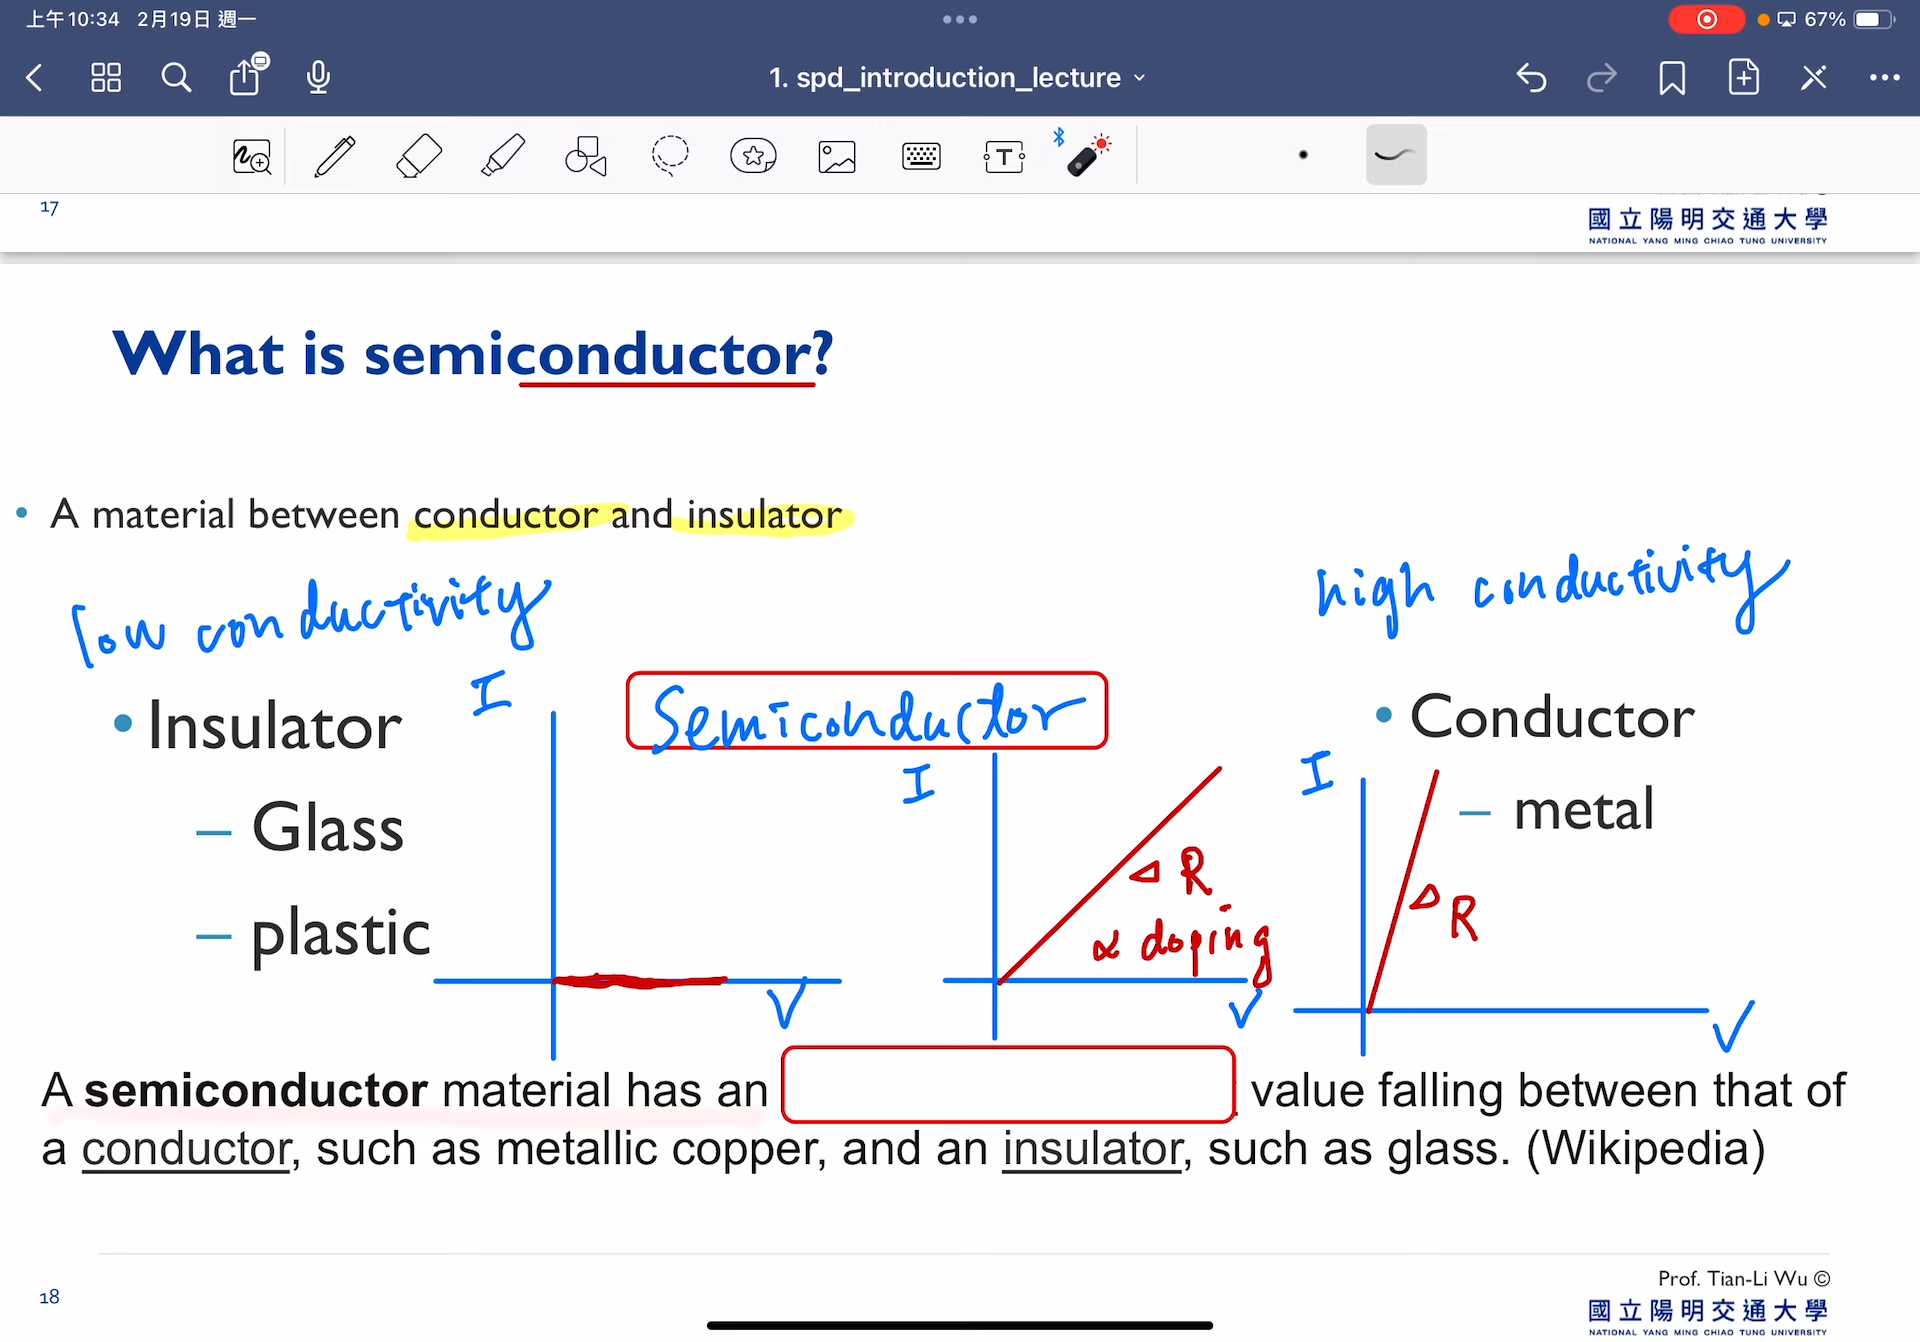 上午10:34 2月19日 週一
67%
1. spd_introduction_lecture
T
17
國立陽明交通大學
NATIONAL YANG MING CHIAO TUNG UNIVERSITY
What is semiconductor?
• A material between conductor and insulator
low conductivity
high conductivity
• Insulator
I
Semiconductor
• Conductor
I
I
– Glass
– metal
R
R
– plastic
∝ doping
V
V
V
A semiconductor material has an
value falling between that of
a conductor, such as metallic copper, and an insulator, such as glass. (Wikipedia)
18
Prof. Tian-Li Wu ©
國立陽明交通大學
NATIONAL YANG MING CHIAO TUNG UNIVERSITY